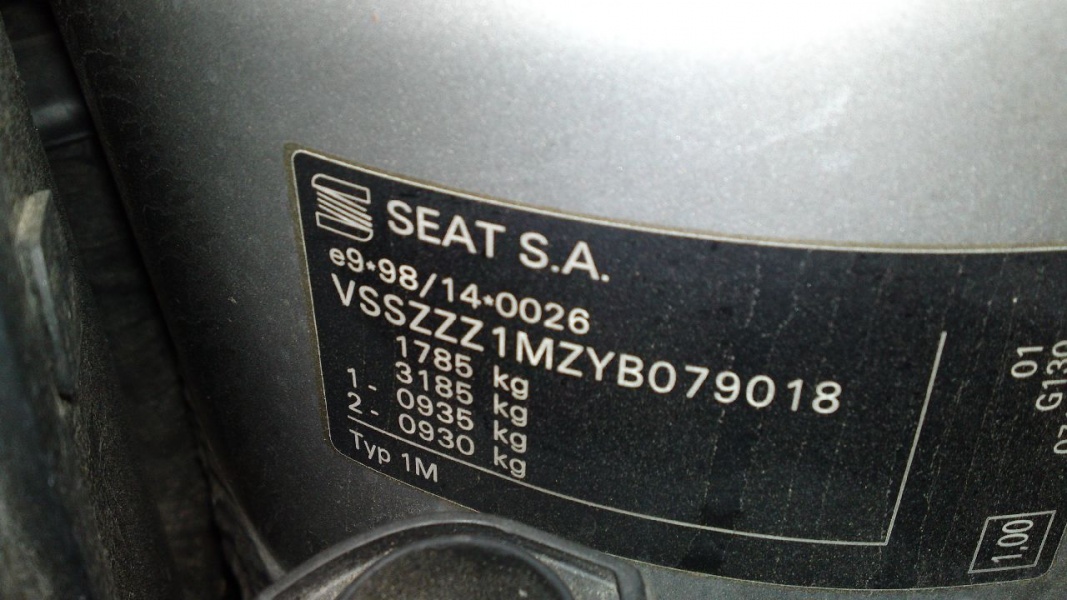 SEAT S.A.
e9*98/14*0026
VSSZZZ1MZYB079018
1785 kg
3185 kg
1- 0935 kg
2- 0930 kg
Typ 1M
01
G130
1,00